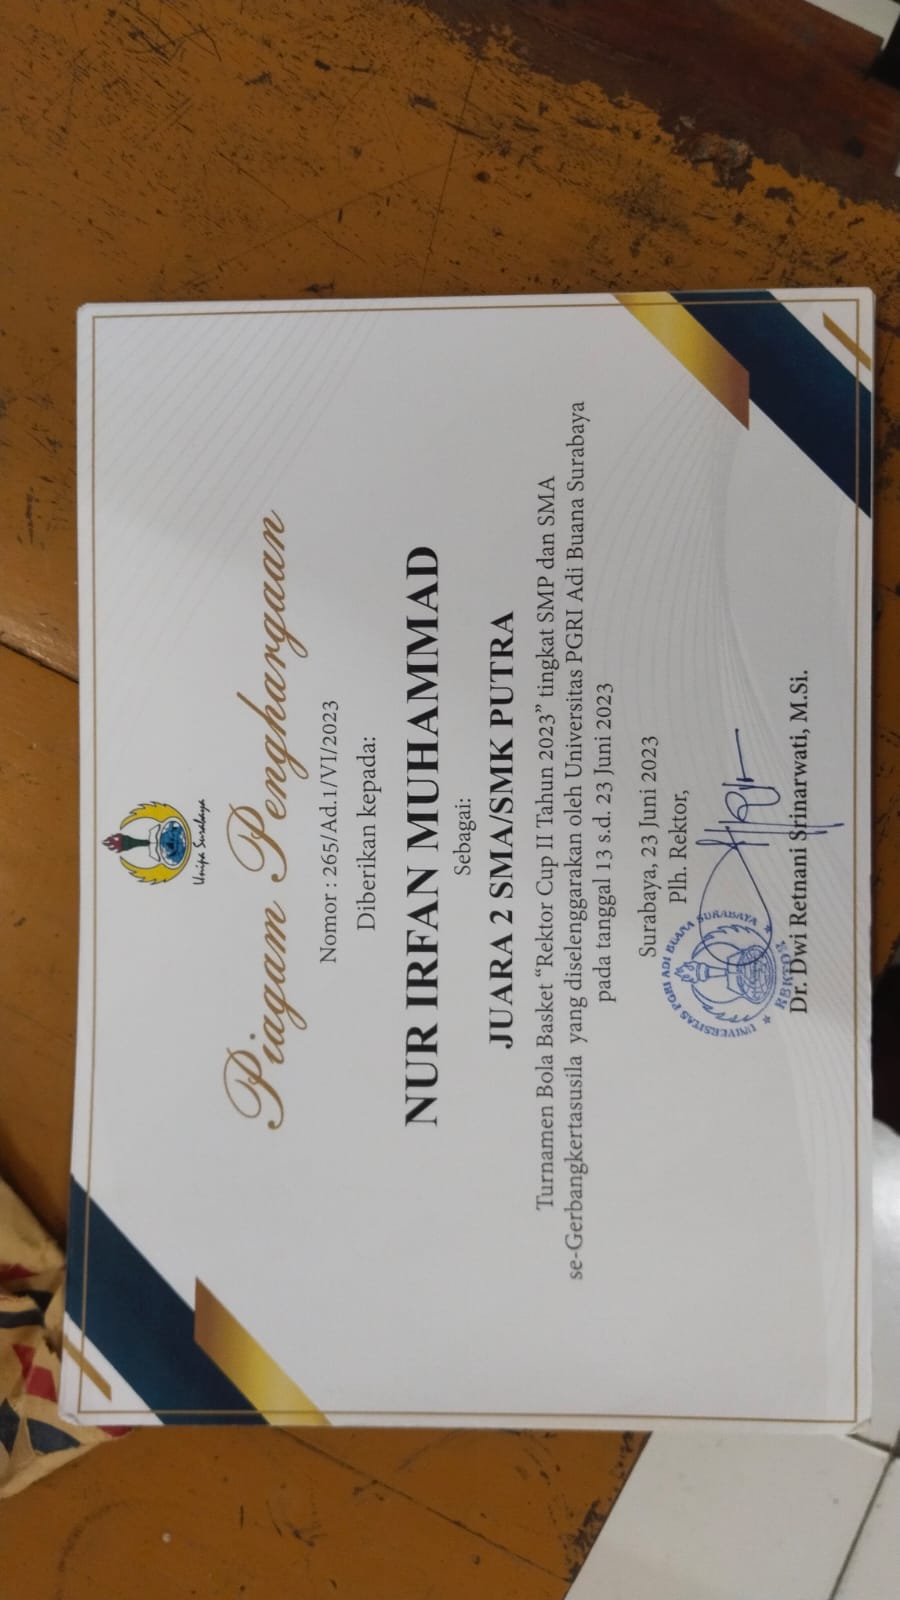 Unipa Surabaya
Piagam Penghargaan
Nomor : 265/Ad.1/VI/2023
Diberikan kepada:
NUR IRFAN MUHAMMAD
Sebagai:
JUARA 2 SMA/SMK PUTRA
Turnamen Bola Basket “Rektor Cup II Tahun 2023” tingkat SMP dan SMA
se-Gerbangkertasusila yang diselenggarakan oleh Universitas PGRI Adi Buana Surabaya
pada tanggal 13 s.d. 23 Juni 2023
Surabaya, 23 Juni 2023
Plh. Rektor,
UNIVERSITAS PGRI ADI BUANA SURABAYA
REKTOR
Dr. Dwi Retnani Srinarwati, M.Si.